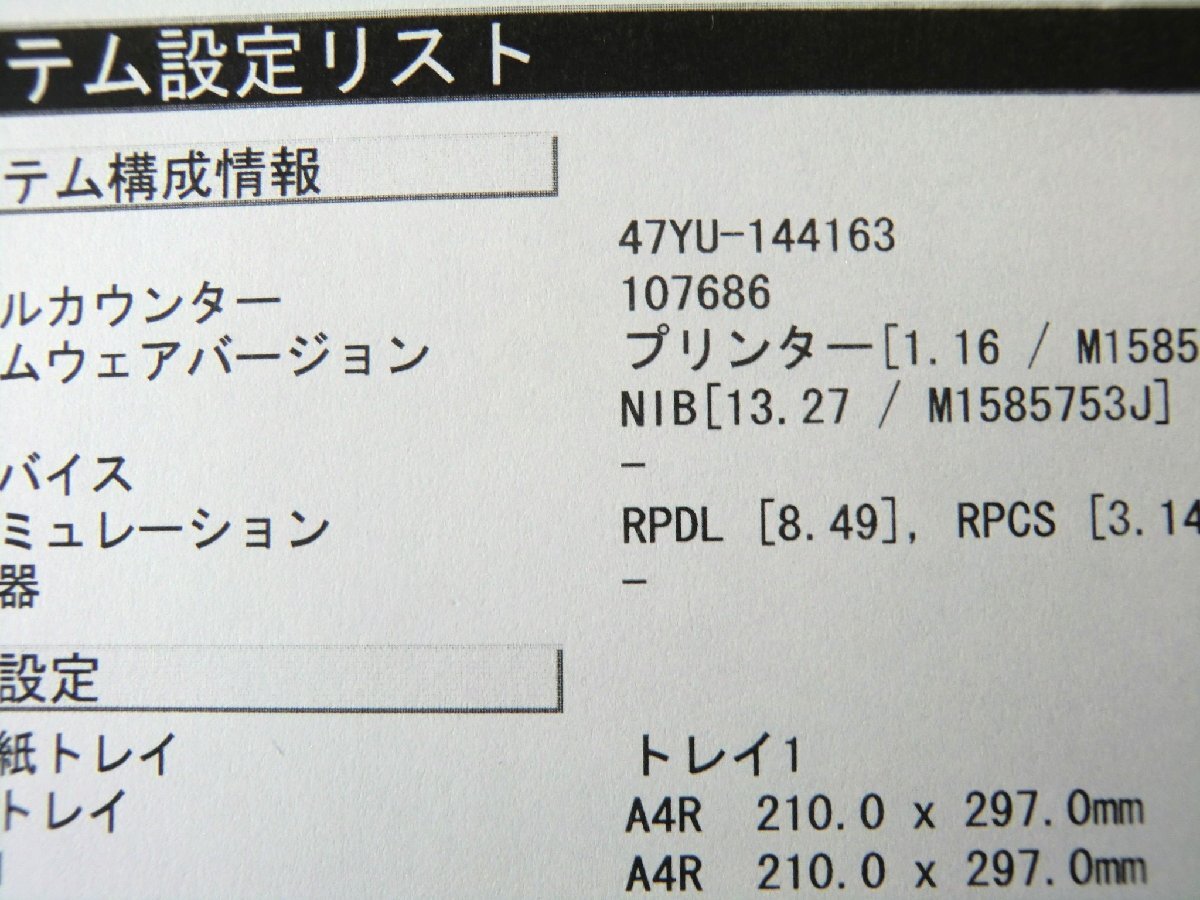 テム設定リスト
テム構成情報
47YU-144163
ルカウンター 107686
ムウェアバージョン プリンター[1.16 / M1585
NIB[13.27 / M1585753J]
バイス -
ミュレーション RPDL [8.49], RPCS [3.14
器 -
設定
紙トレイ トレイ1
トレイ A4R 210.0 x 297.0mm
A4R 210.0 x 297.0mm